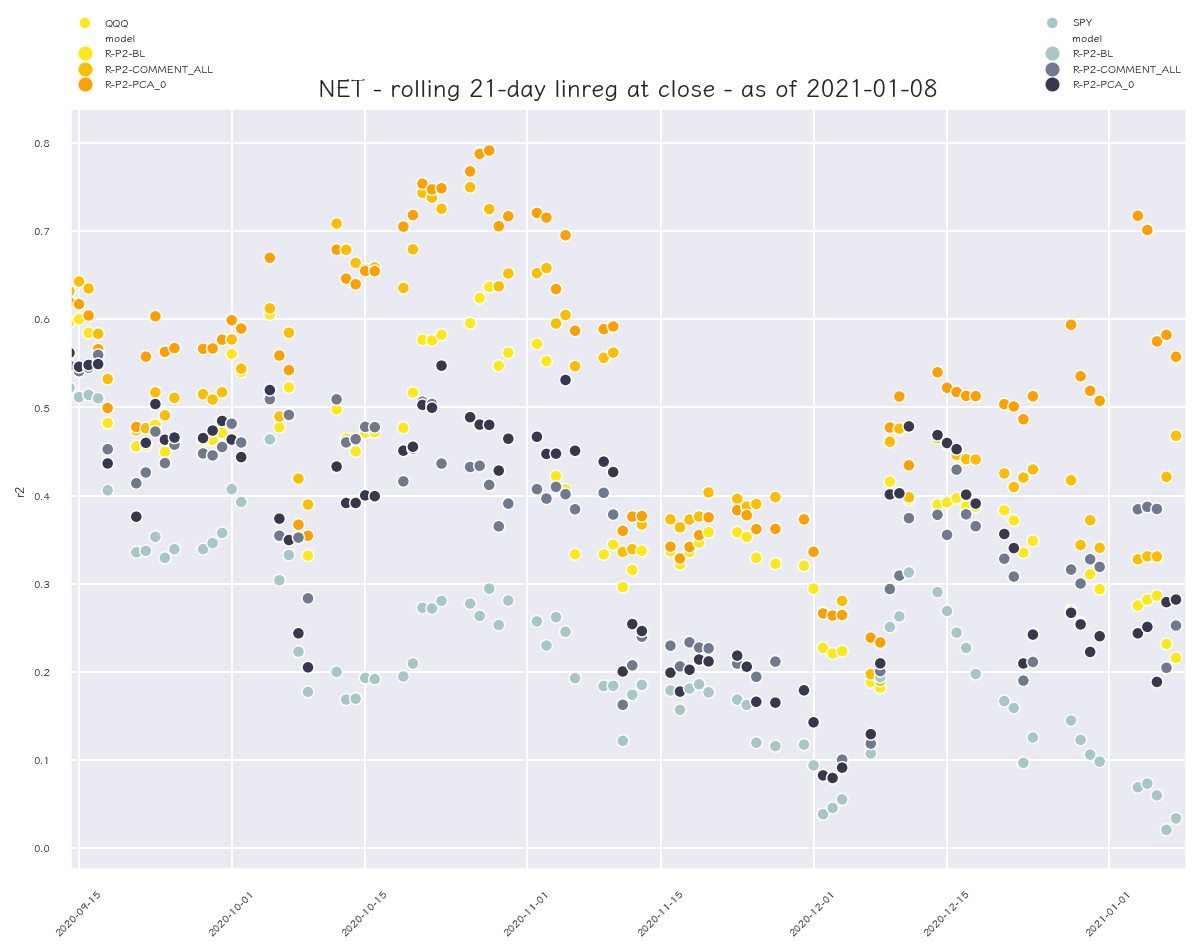 QQQ
model
R-P2-BL
R-P2-COMMENT_ALL
R-P2-PCA_0
SPY
model
R-P2-BL
R-P2-COMMENT_ALL
R-P2-PCA_0
NET - rolling 21-day linreg at close - as of 2021-01-08
0.8
0.7
0.6
0.5
0.4
0.3
0.2
0.1
0.0
r2
2020-09-15
2020-10-01
2020-10-15
2020-11-01
2020-11-15
2020-12-01
2020-12-15
2021-01-01